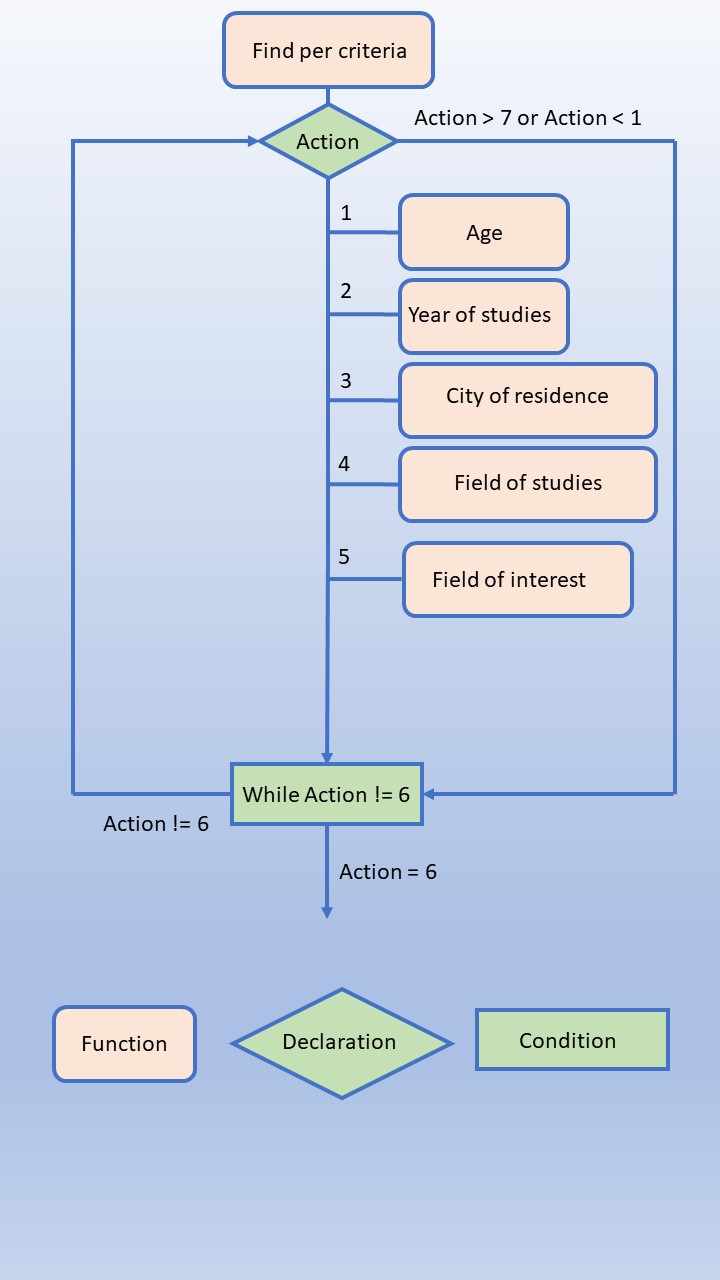 Find per criteria
Action > 7 or Action < 1
Action
1
Age
2
Year of studies
3
City of residence
4
Field of studies
5
Field of interest
While Action != 6
Action != 6
Action = 6
Function
Declaration
Condition